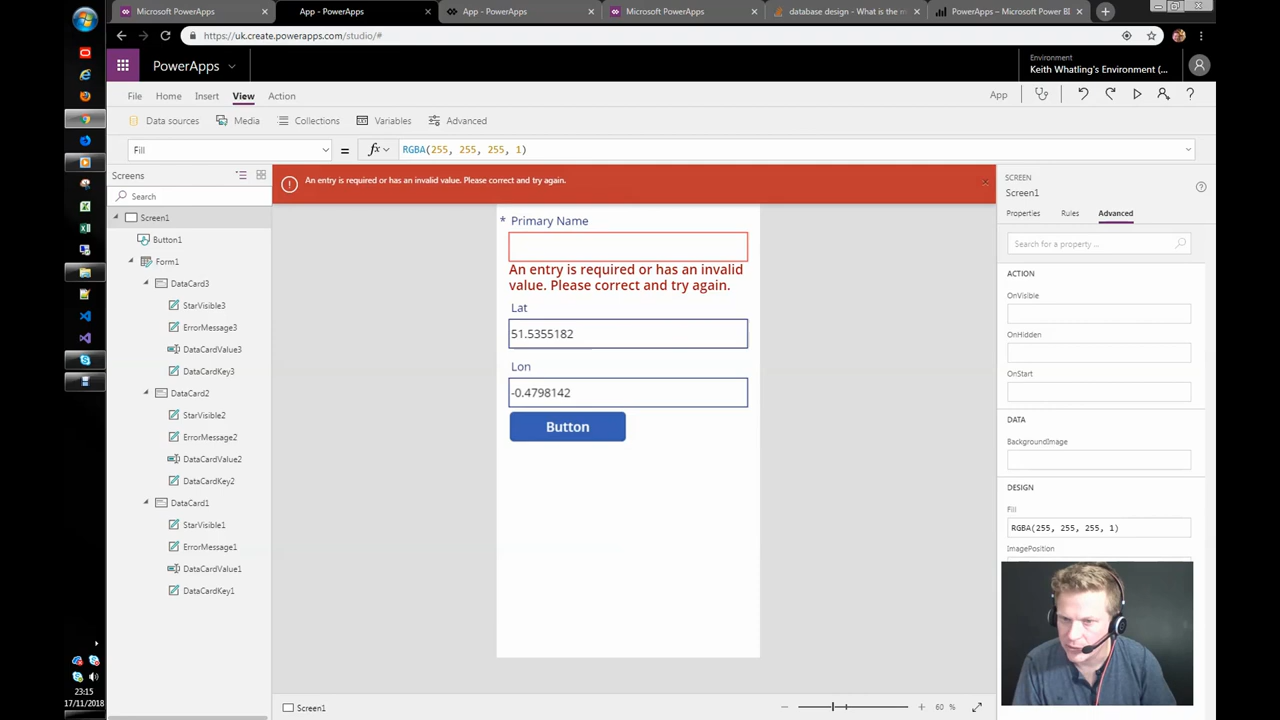 Microsoft PowerApps
App - PowerApps
App - PowerApps
Microsoft PowerApps
database design - What is the m
PowerApps – Microsoft Power BI
https://uk.create.powerapps.com/studio/#
PowerApps
Environment
Keith Whatling's Environment (...
File Home Insert View Action
App
Data sources Media Collections Variables Advanced
Fill
= fx RGBA(255, 255, 255, 1)
Screens
Search
Screen1
Button1
Form1
DataCard3
StarVisible3
ErrorMessage3
DataCardValue3
DataCardKey3
DataCard2
StarVisible2
ErrorMessage2
DataCardValue2
DataCardKey2
DataCard1
StarVisible1
ErrorMessage1
DataCardValue1
DataCardKey1
An entry is required or has an invalid value. Please correct and try again.
* Primary Name
An entry is required or has an invalid
value. Please correct and try again.
Lat
51.5355182
Lon
-0.4798142
Button
SCREEN
Screen1
Properties Rules Advanced
Search for a property ...
ACTION
OnVisible
OnHidden
OnStart
DATA
BackgroundImage
DESIGN
Fill
RGBA(255, 255, 255, 1)
ImagePosition
Screen1
60 %
23:15
17/11/2018